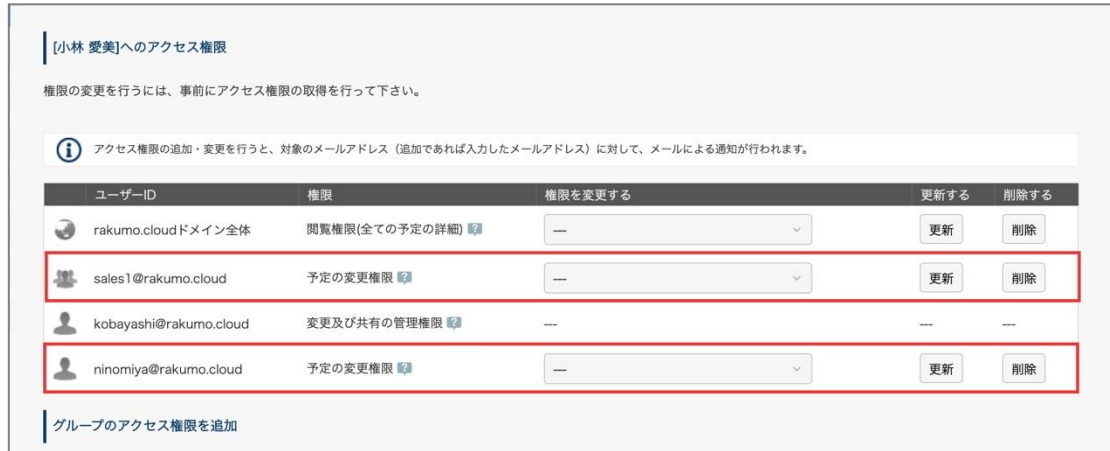 [小林 愛美]へのアクセス権限
権限の変更を行うには、事前にアクセス権限の取得を行って下さい。
アクセス権限の追加・変更を行うと、対象のメールアドレス（追加であれば入力したメールアドレス）に対して、メールによる通知が行われます。
ユーザーID 権限 権限を変更する 更新する 削除する
rakumo.cloudドメイン全体 閲覧権限(全ての予定の詳細) ? --- 更新 削除
sales1@rakumo.cloud 予定の変更権限 ? --- 更新 削除
kobayashi@rakumo.cloud 変更及び共有の管理権限 ? --- --- ---
ninomiya@rakumo.cloud 予定の変更権限 ? --- 更新 削除
グループのアクセス権限を追加